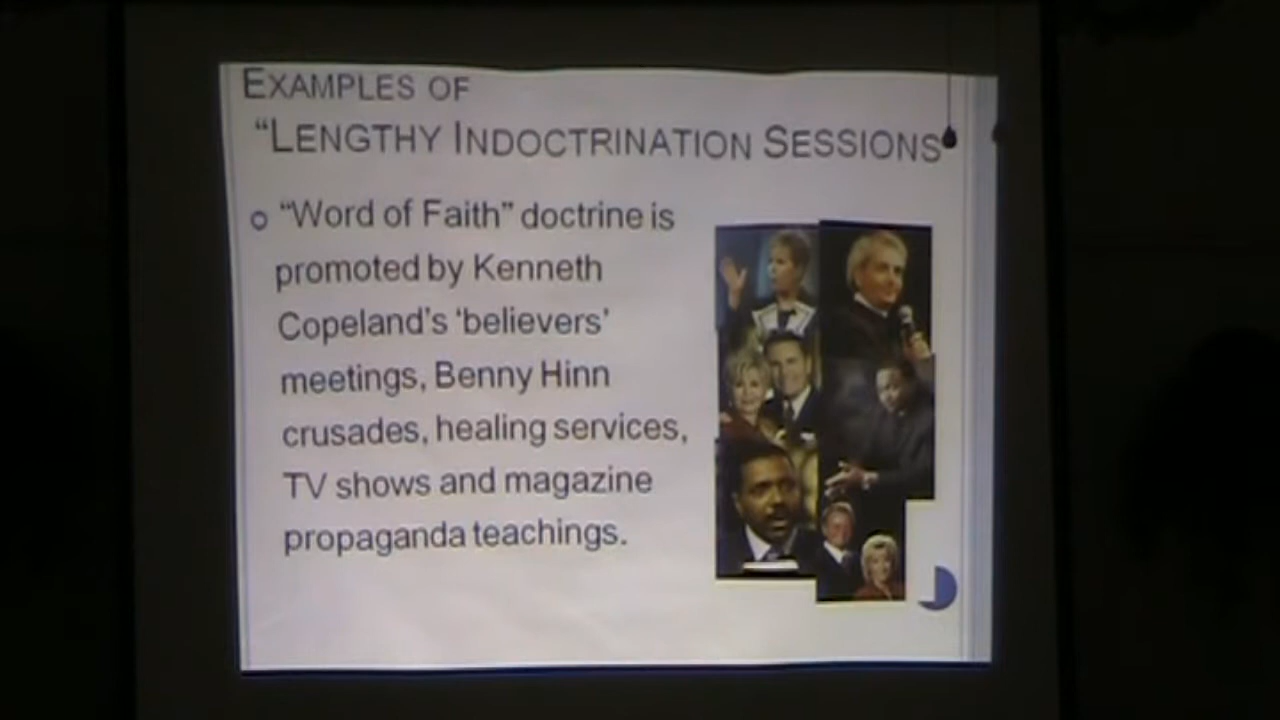 EXAMPLES OF
“LENGTHY INDOCTRINATION SESSIONS
“Word of Faith” doctrine is
promoted by Kenneth
Copeland’s ‘believers’
meetings, Benny Hinn
crusades, healing services,
TV shows and magazine
propaganda teachings.